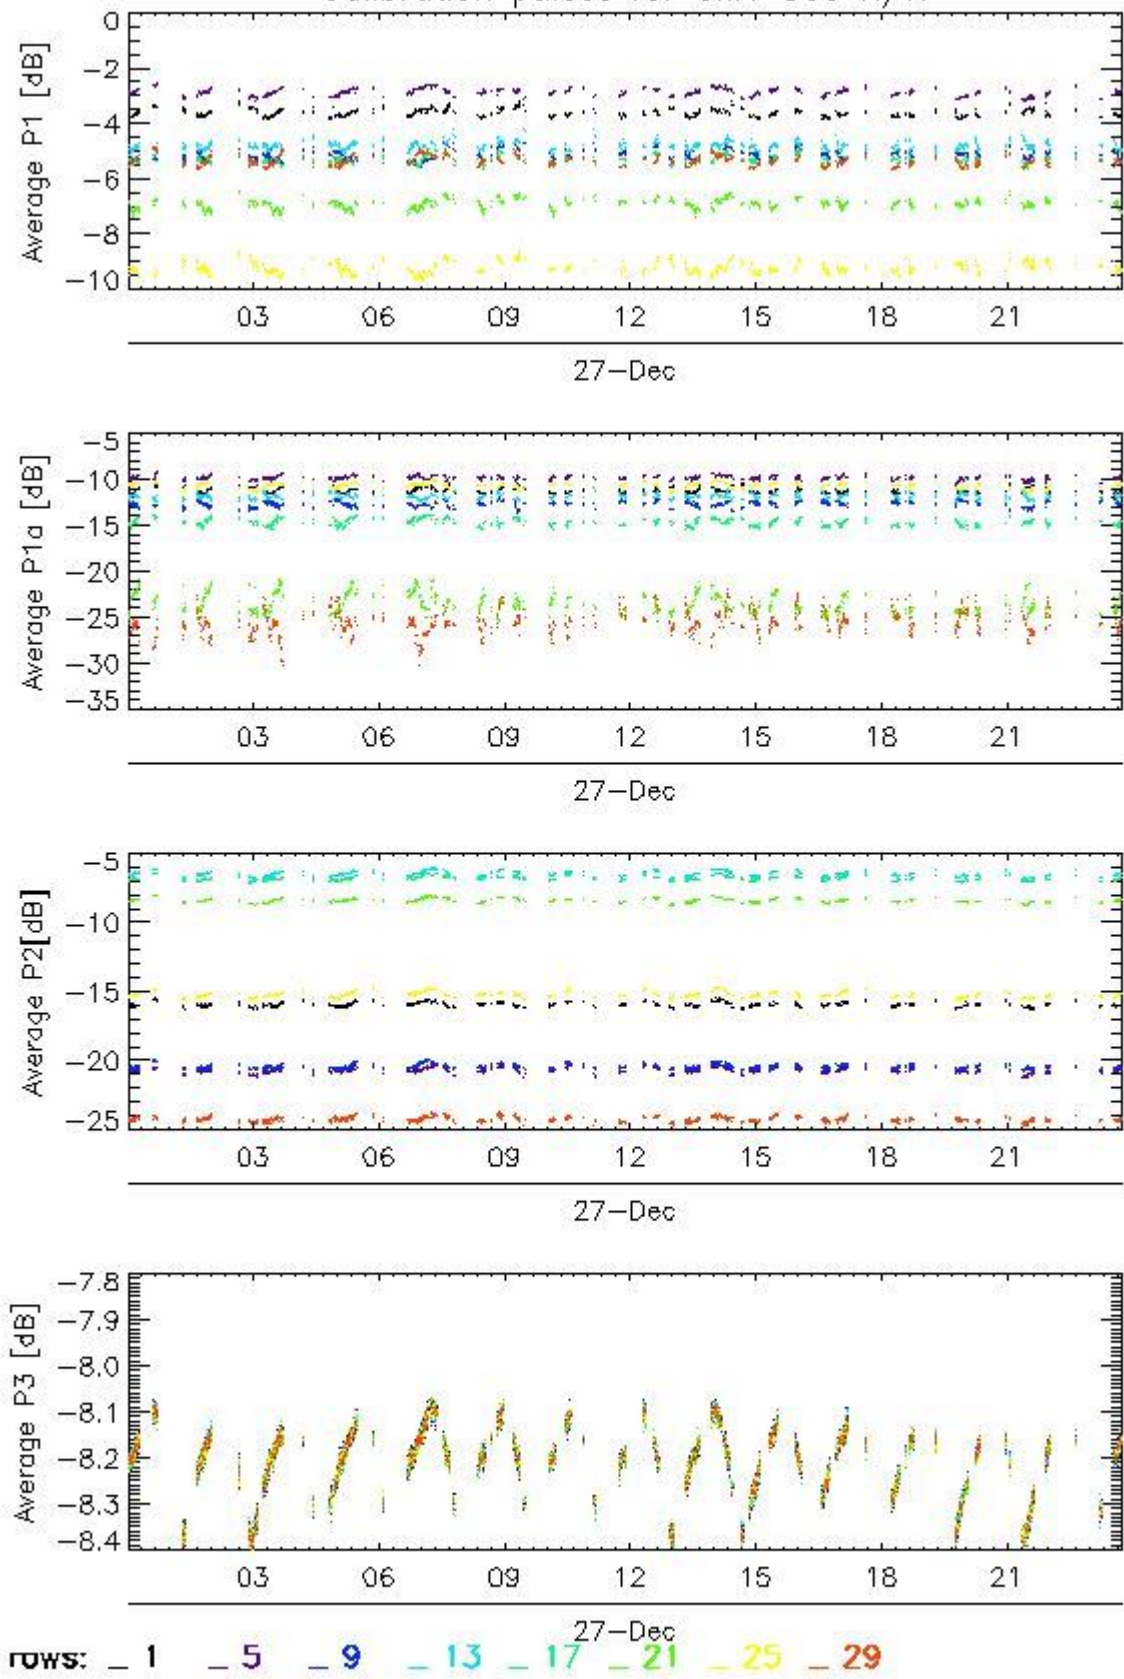 0
-2
-4
-6
-8
-10
Average P1 [dB]
03 06 09 12 15 18 21
27-Dec
-5
-10
-15
-20
-25
-30
-35
Average P1a [dB]
03 06 09 12 15 18 21
27-Dec
-5
-10
-15
-20
-25
Average P2[dB]
03 06 09 12 15 18 21
27-Dec
-7.8
-7.9
-8.0
-8.1
-8.2
-8.3
-8.4
Average P3 [dB]
03 06 09 12 15 18 21
27-Dec
rows: _ 1 _ 5 _ 9 _ 13 _ 17 _ 21 _ 25 _ 29